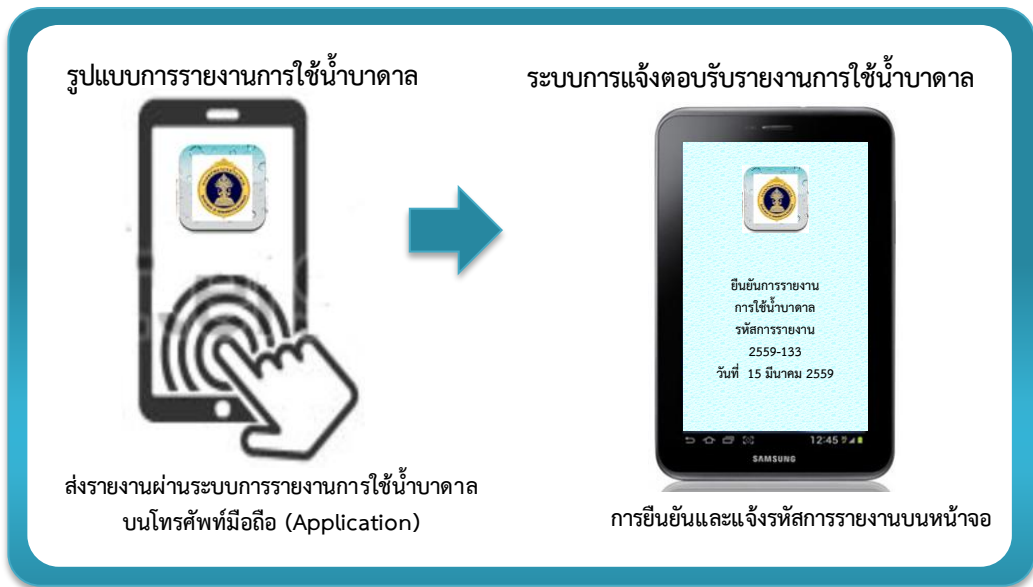 รูปแบบการรายงานการใช้น้ำบาดาล
ระบบการแจ้งตอบรับรายงานการใช้น้ำบาดาล
ยืนยันการรายงาน
การใช้น้ำบาดาล
รหัสการรายงาน
2559-133
วันที่ 15 มีนาคม 2559
12:45
SAMSUNG
ส่งรายงานผ่านระบบการรายงานการใช้น้ำบาดาล
บนโทรศัพท์มือถือ (Application)
การยืนยันและแจ้งรหัสการรายงานบนหน้าจอ